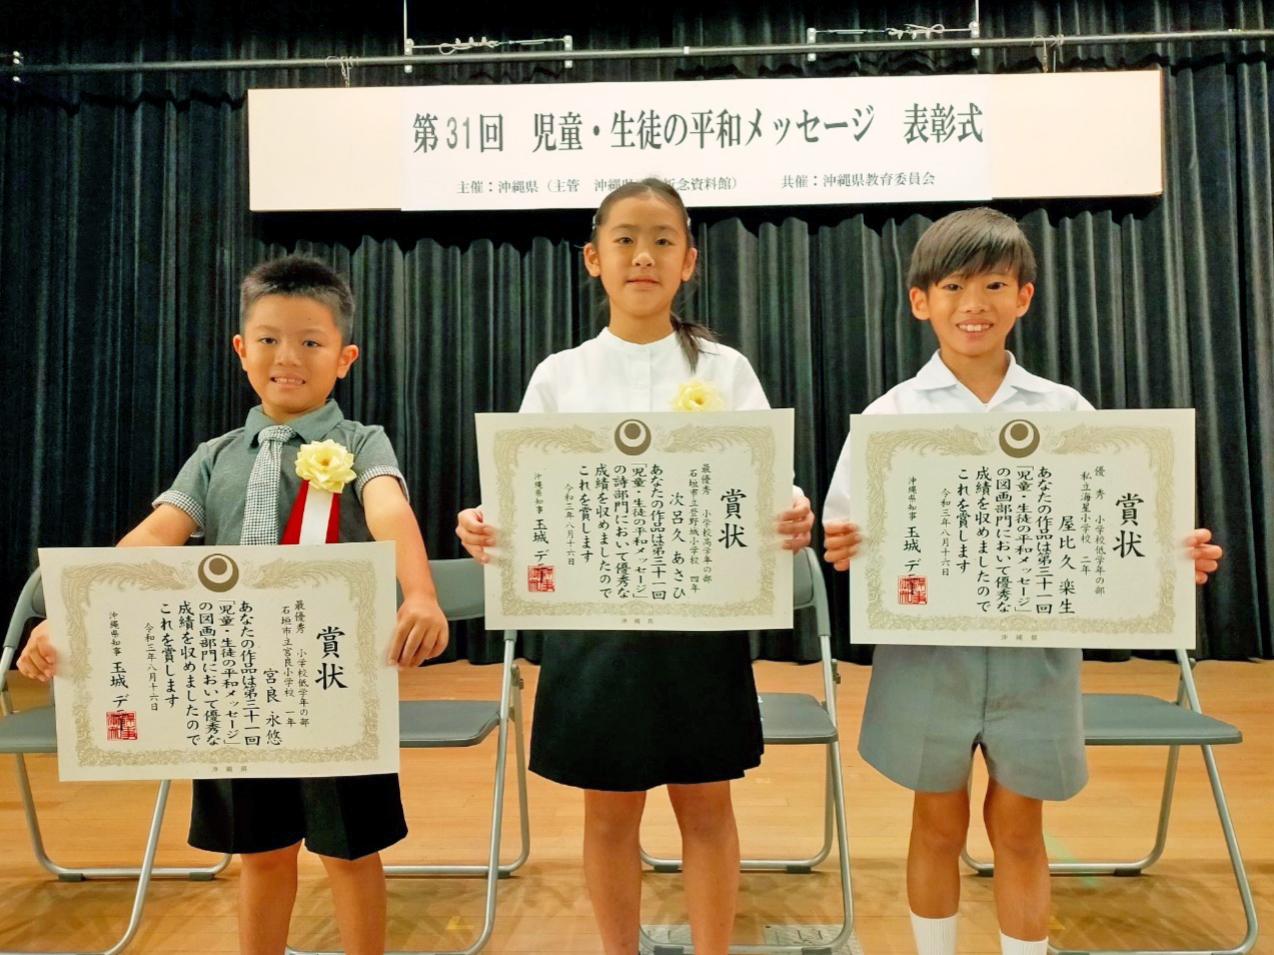 第31回 児童・生徒の平和メッセージ 表彰式
主催：沖縄県（主管 沖縄県 祈念資料館） 共催：沖縄県教育委員会
賞状
最優秀 小学校低学年の部
石垣市立宮良小学校 一年
宮良 永悠
あなたの作品は第三十一回
「児童・生徒の平和メッセージ」
の図画部門において優秀な
成績を収めましたので
これを賞します
令和三年八月十六日
沖縄県知事 玉城 デニー
沖縄県
賞状
最優秀 小学校高学年の部
石垣市立登野城小学校 四年
次呂久 あさひ
あなたの作品は第三十一回
「児童・生徒の平和メッセージ」
の詩部門において優秀な
成績を収めましたので
これを賞します
令和三年八月十六日
沖縄県知事 玉城 デニー
沖縄県
賞状
優秀 小学校低学年の部
私立海星小学校 二年
屋比久 楽生
あなたの作品は第三十一回
「児童・生徒の平和メッセージ」
の図画部門において優秀な
成績を収めましたので
これを賞します
令和三年八月十六日
沖縄県知事 玉城 デニー
沖縄県